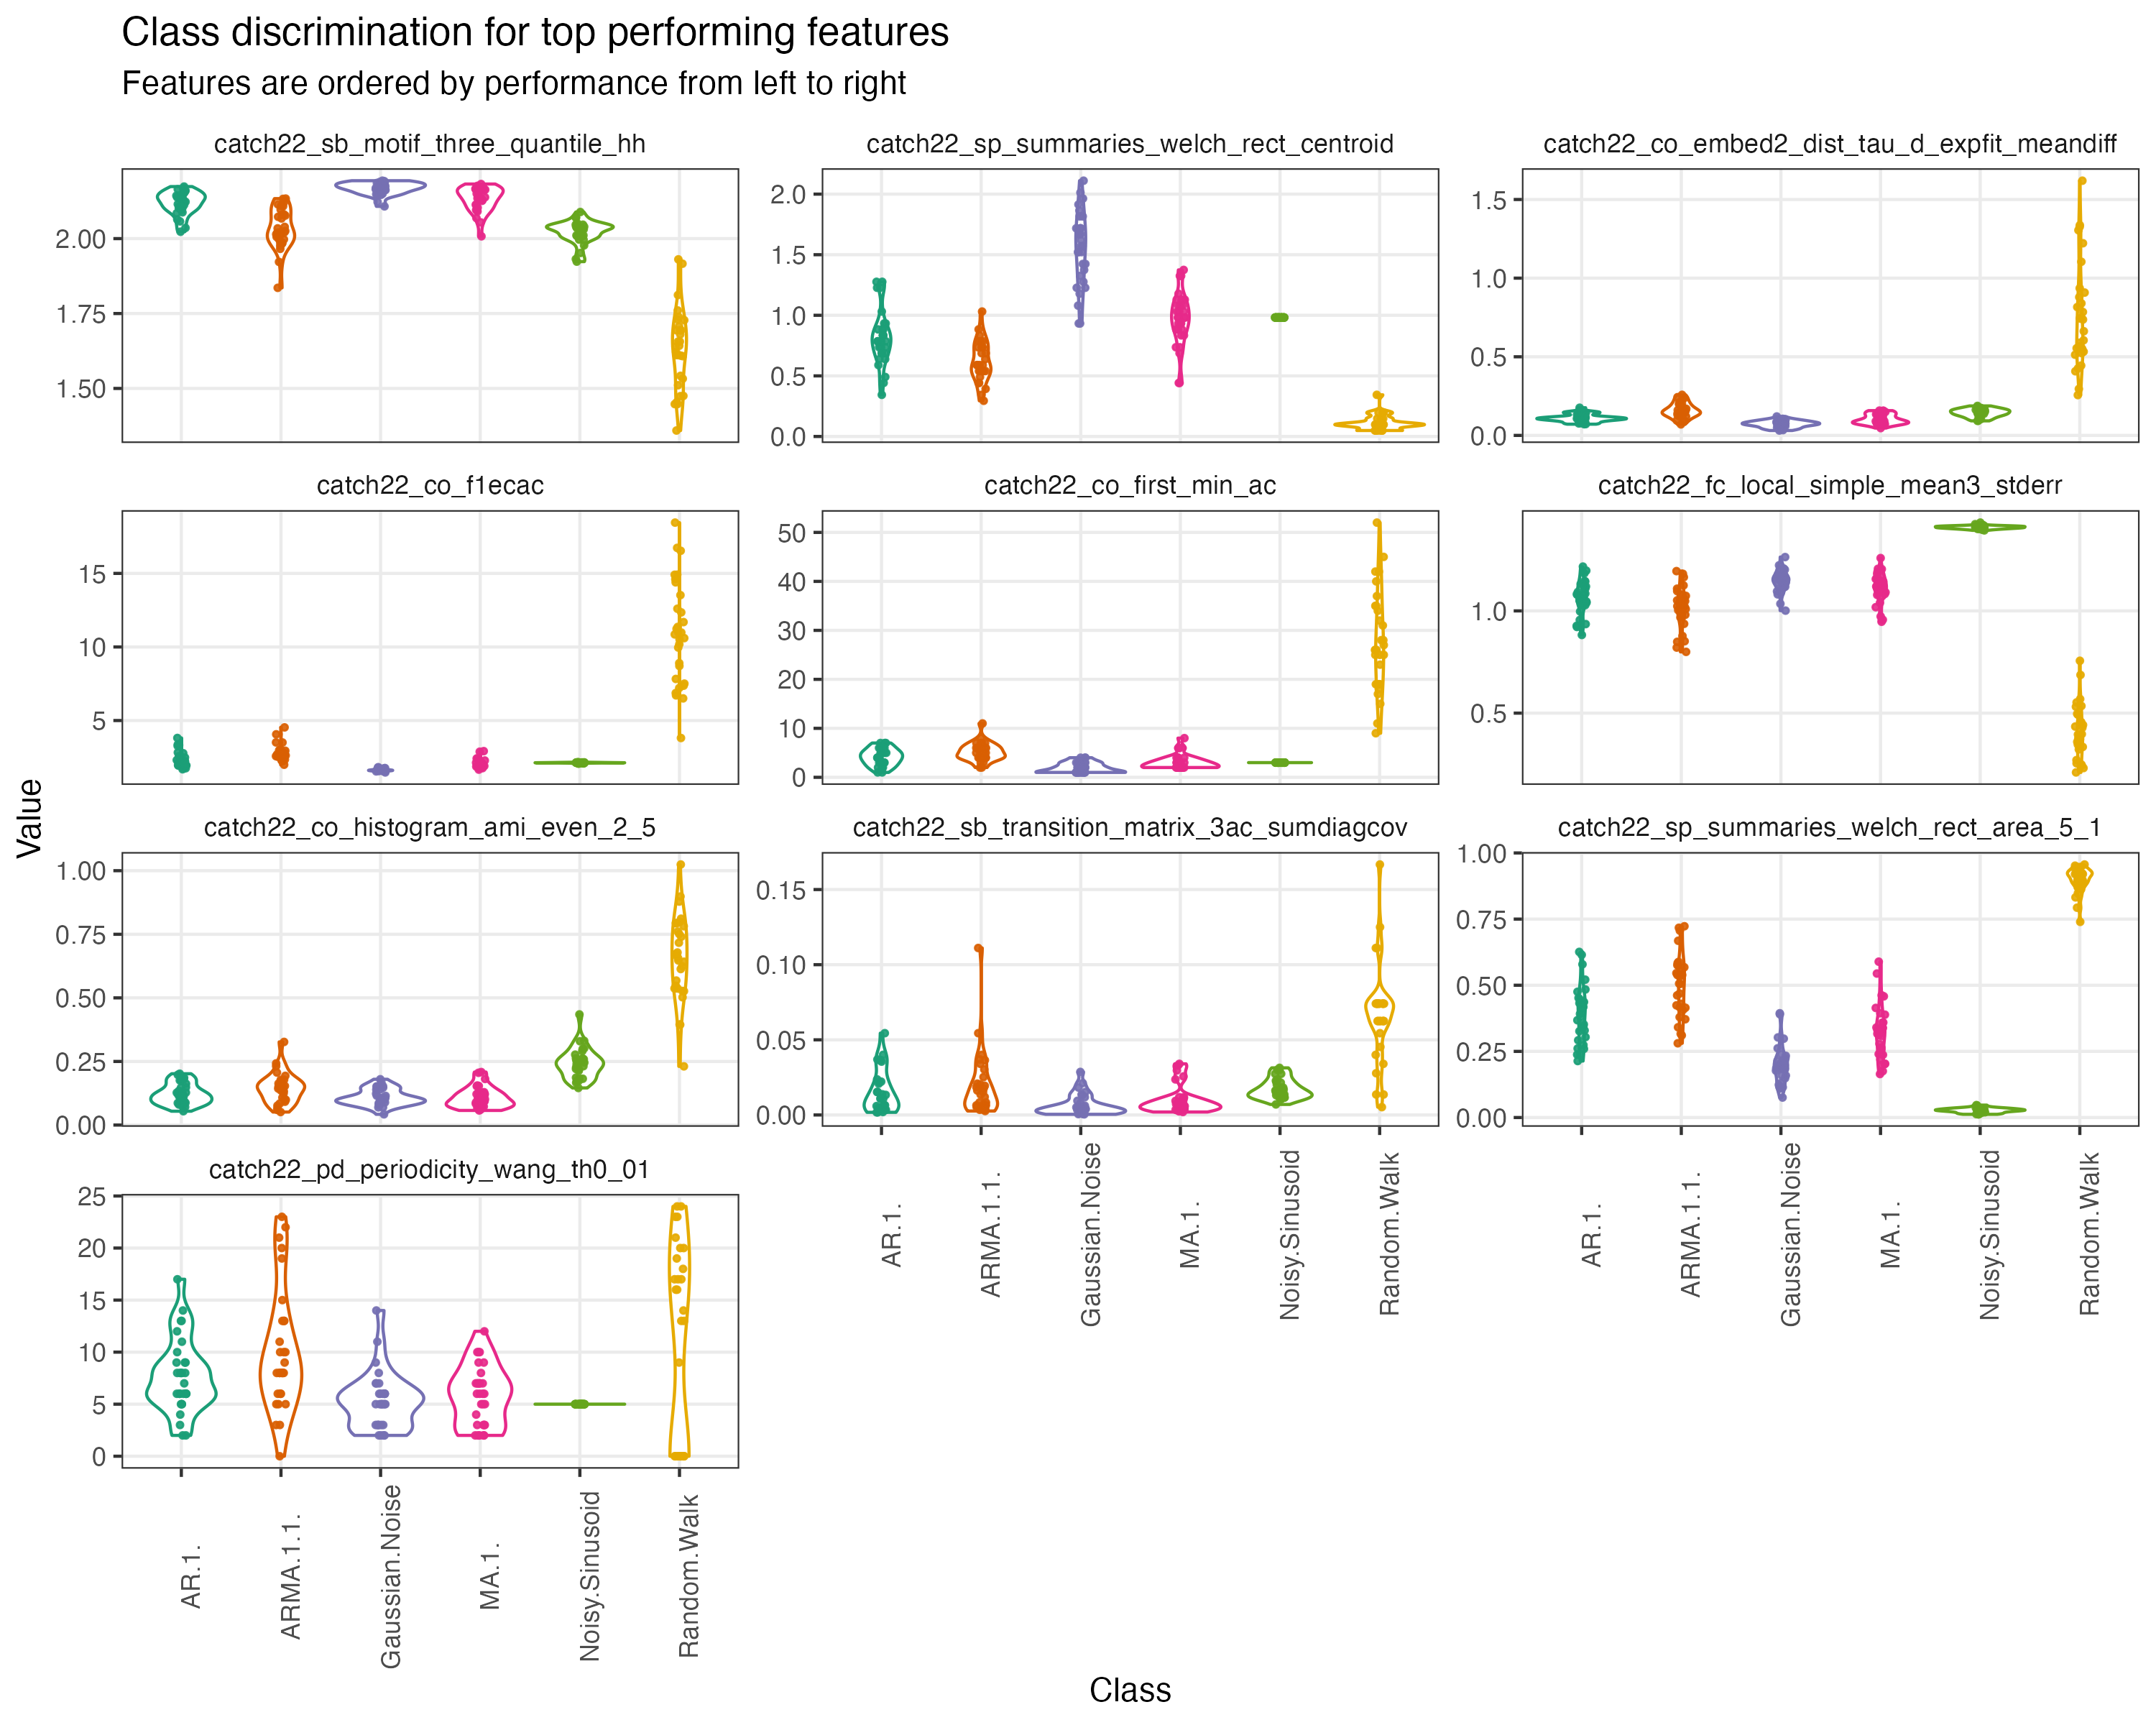 Class discrimination for top performing features
Features are ordered by performance from left to right
catch22_sb_motif_three_quantile_hh
catch22_sp_summaries_welch_rect_centroid
catch22_co_embed2_dist_tau_d_expfit_meandiff
2.00
1.75
1.50
2.0
1.5
1.0
0.5
0.0
1.5
1.0
0.5
0.0
catch22_co_f1ecac
catch22_co_first_min_ac
catch22_fc_local_simple_mean3_stderr
15
10
5
50
40
30
20
10
0
1.0
0.5
Value
catch22_co_histogram_ami_even_2_5
catch22_sb_transition_matrix_3ac_sumdiagcov
catch22_sp_summaries_welch_rect_area_5_1
1.00
0.75
0.50
0.25
0.00
0.15
0.10
0.05
0.00
1.00
0.75
0.50
0.25
0.00
AR.1.
ARMA.1.1.
Gaussian.Noise
MA.1.
Noisy.Sinusoid
Random.Walk
AR.1.
ARMA.1.1.
Gaussian.Noise
MA.1.
Noisy.Sinusoid
Random.Walk
catch22_pd_periodicity_wang_th0_01
25
20
15
10
5
0
AR.1.
ARMA.1.1.
Gaussian.Noise
MA.1.
Noisy.Sinusoid
Random.Walk
Class